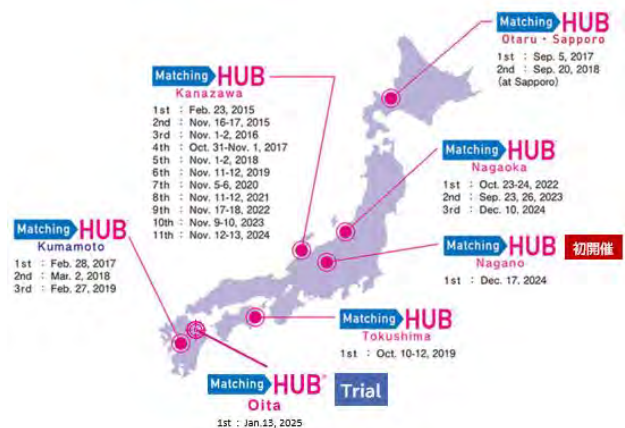 Matching HUB
Otaru・Sapporo
1st : Sep. 5, 2017
2nd : Sep. 20, 2018
(at Sapporo)
Matching HUB
Kanazawa
1st : Feb. 23, 2015
2nd : Nov. 16-17, 2015
3rd : Nov. 1-2, 2016
4th : Oct. 31-Nov. 1, 2017
5th : Nov. 1-2, 2018
6th : Nov. 11-12, 2019
7th : Nov. 5-6, 2020
8th : Nov. 11-12, 2021
9th : Nov. 17-18, 2022
10th : Nov. 9-10, 2023
11th : Nov. 12-13, 2024
Matching HUB
Nagaoka
1st : Oct. 23-24, 2022
2nd : Sep. 23, 26, 2023
3rd : Dec. 10, 2024
Matching HUB 初開催
Nagano
1st : Dec. 17, 2024
Matching HUB
Kumamoto
1st : Feb. 28, 2017
2nd : Mar. 2, 2018
3rd : Feb. 27, 2019
Matching HUB
Tokushima
1st : Oct. 10-12, 2019
Matching HUB Trial
Oita
1st : Jan.13, 2025